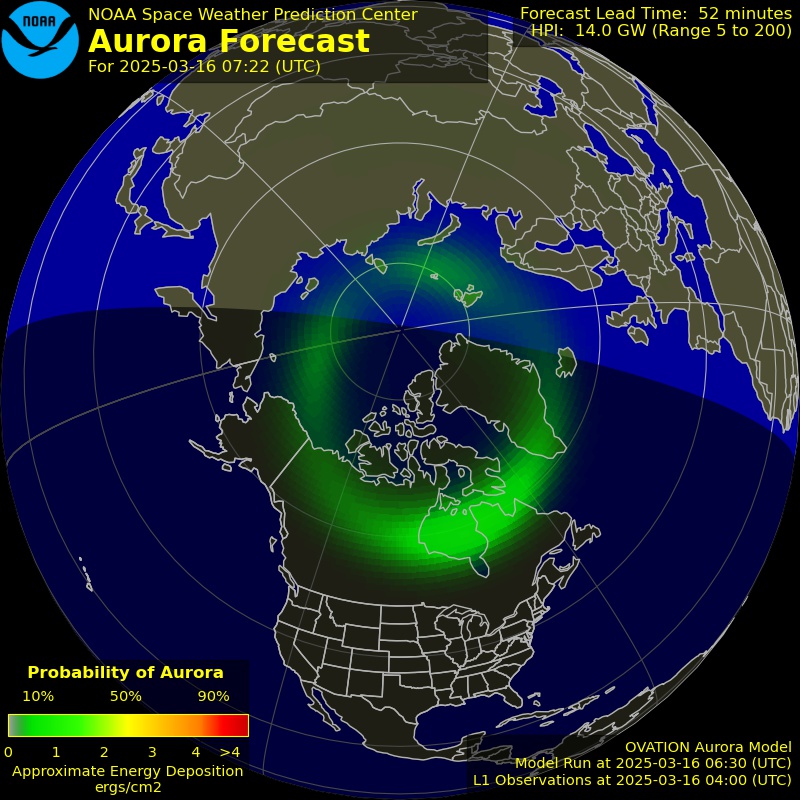 NOAA
NOAA Space Weather Prediction Center
Aurora Forecast
For 2025-03-16 07:22 (UTC)
Forecast Lead Time: 52 minutes
HPI: 14.0 GW (Range 5 to 200)
Probability of Aurora
10% 50% 90%
0 1 2 3 4 >4
Approximate Energy Deposition
ergs/cm2
OVATION Aurora Model
Model Run at 2025-03-16 06:30 (UTC)
L1 Observations at 2025-03-16 04:00 (UTC)